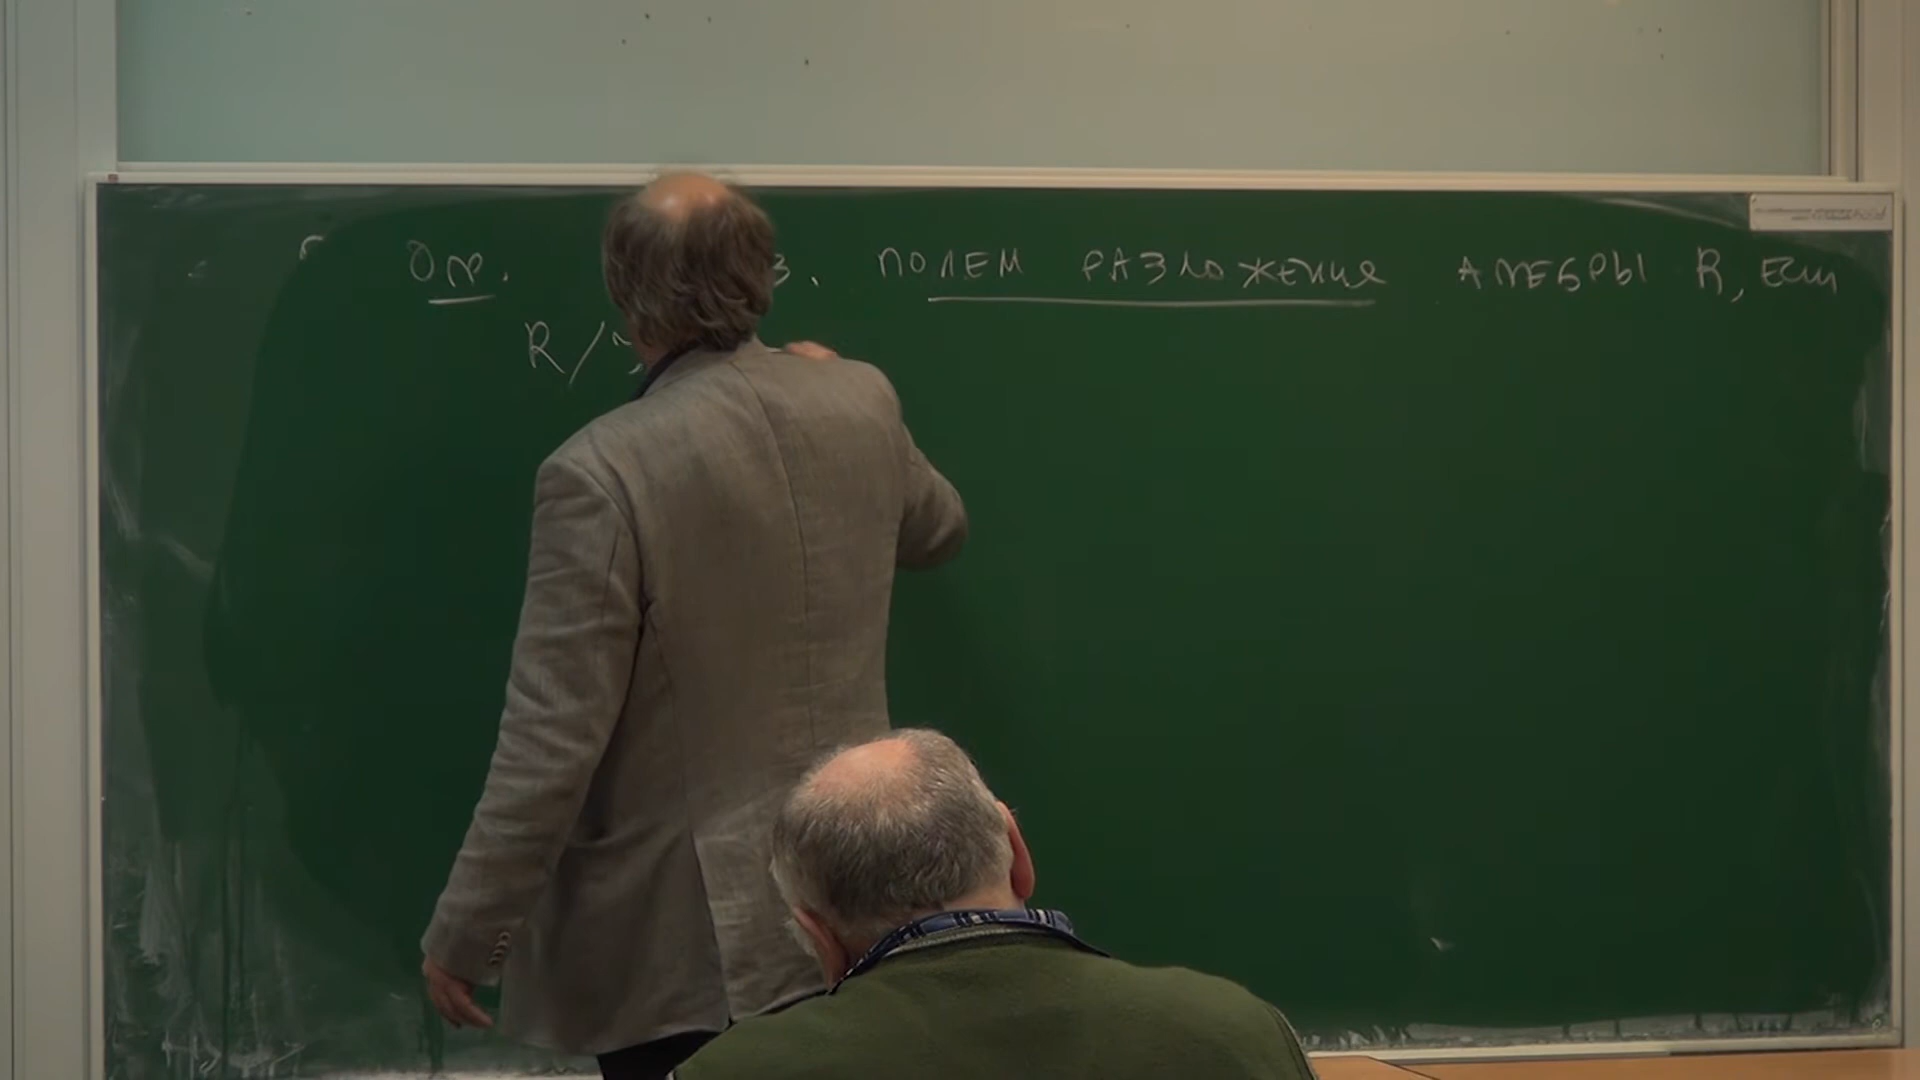 Опр. з. полем разложения алгебры R, если
R/